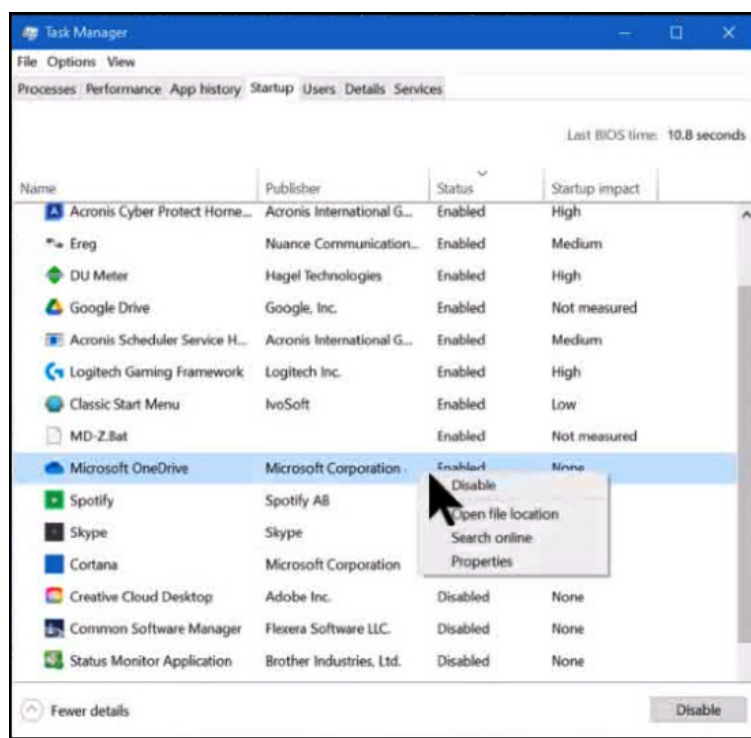 Task Manager
File Options View
Processes Performance App history Startup Users Details Services
Last BIOS time: 10.8 seconds
Name Publisher Status Startup impact
Acronis Cyber Protect Home... Acronis International G... Enabled High
Ereg Nuance Communication... Enabled Medium
DU Meter Hagel Technologies Enabled High
Google Drive Google, Inc. Enabled Not measured
Acronis Scheduler Service H... Acronis International G... Enabled Medium
Logitech Gaming Framework Logitech Inc. Enabled High
Classic Start Menu IvoSoft Enabled Low
MD-Z.Bat Enabled Not measured
Microsoft OneDrive Microsoft Corporation Enabled None
Disable
Spotify Spotify AB
Open file location
Skype Skype
Search online
Cortana Microsoft Corporation
Properties
Creative Cloud Desktop Adobe Inc. Disabled None
Common Software Manager Flexera Software LLC. Disabled None
Status Monitor Application Brother Industries, Ltd. Disabled None
Fewer details Disable